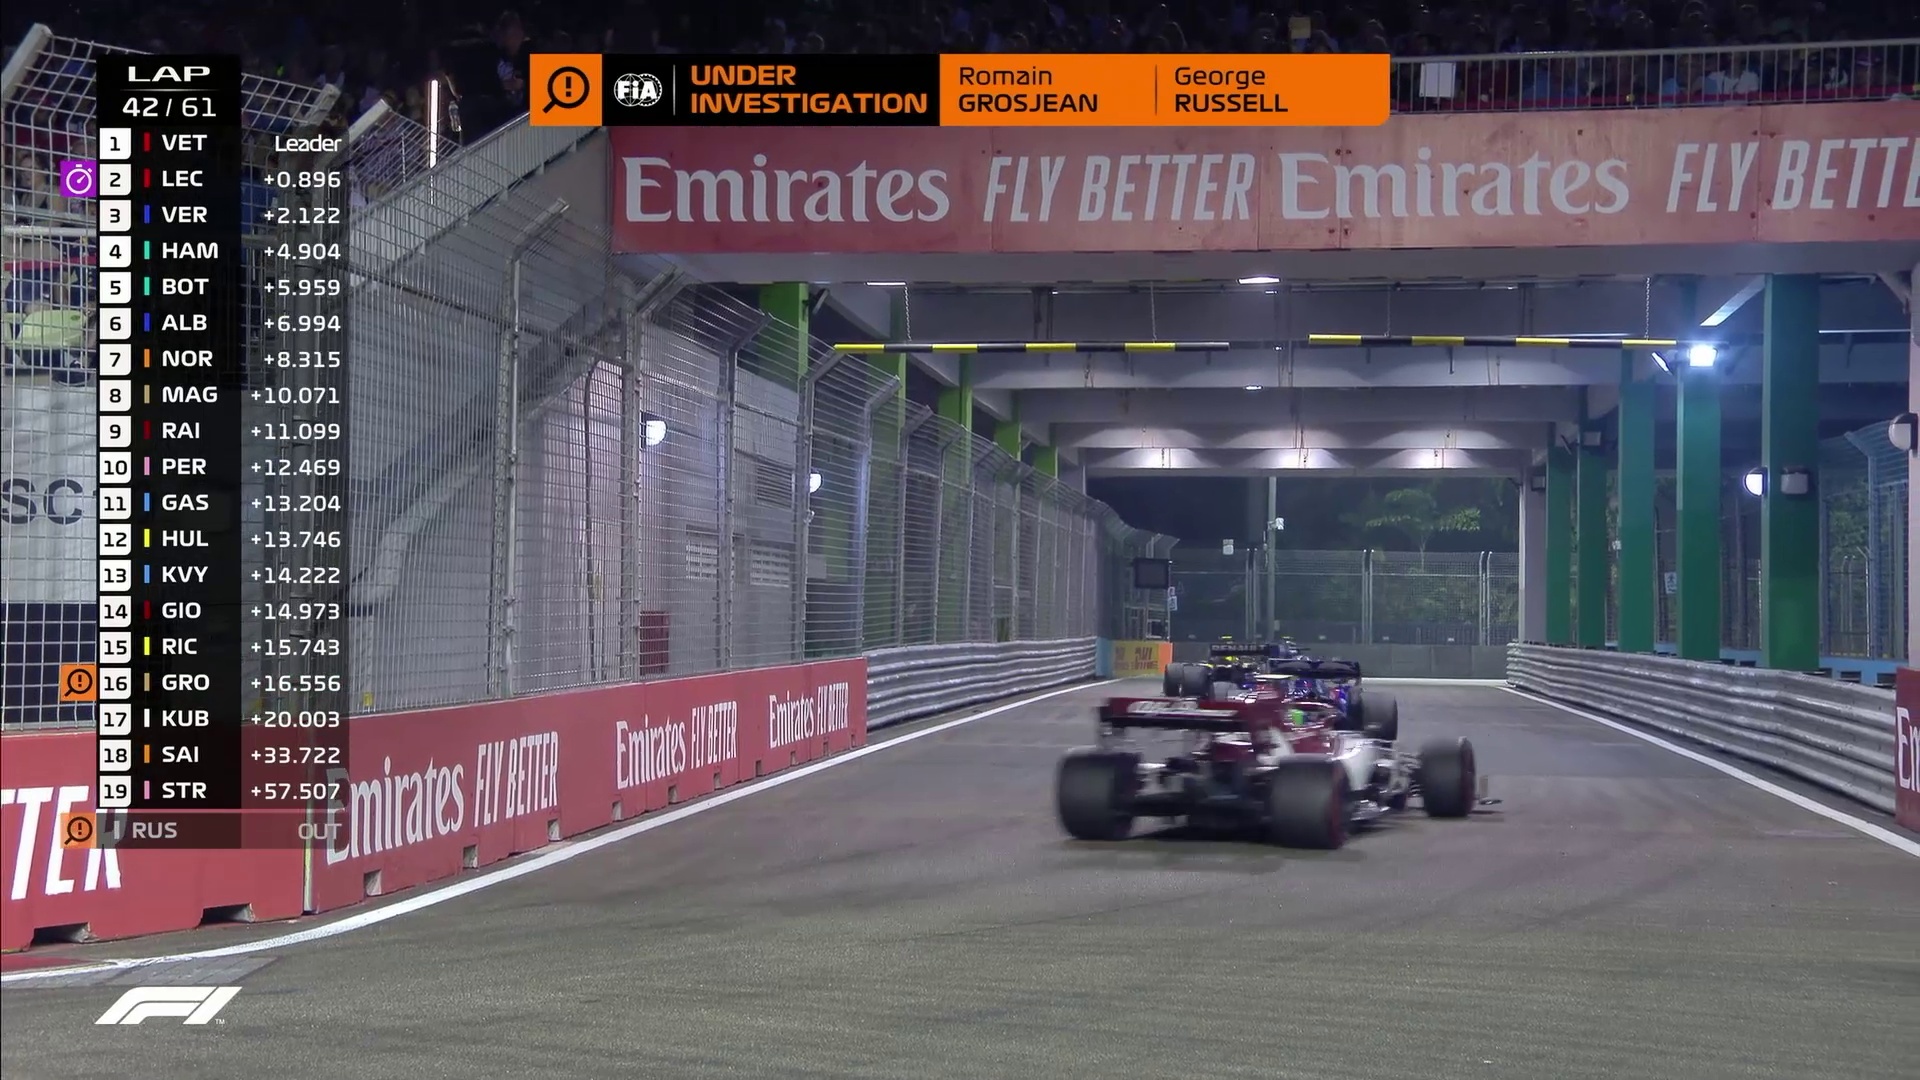 LAP
42/61
1 VET Leader
2 LEC +0.896
3 VER +2.122
4 HAM +4.904
5 BOT +5.959
6 ALB +6.994
7 NOR +8.315
8 MAG +10.071
9 RAI +11.099
10 PER +12.469
11 GAS +13.204
12 HUL +13.746
13 KVY +14.222
14 GIO +14.973
15 RIC +15.743
16 GRO +16.556
17 KUB +20.003
18 SAI +33.722
19 STR +57.507
RUS OUT
FiA UNDER
INVESTIGATION
Romain
GROSJEAN
George
RUSSELL
Emirates FLY BETTER Emirates FLY BETTE
Emirates FLY BETTER Emirates FLY BETTER Emirates FLY BETTER
TTER
SC
RENAULT
Em
F1